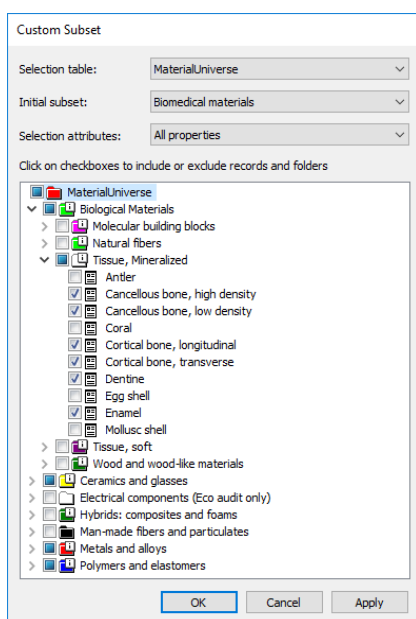 Custom Subset
Selection table: MaterialUniverse
Initial subset: Biomedical materials
Selection attributes: All properties
Click on checkboxes to include or exclude records and folders
MaterialUniverse
Biological Materials
Molecular building blocks
Natural fibers
Tissue, Mineralized
Antler
Cancellous bone, high density
Cancellous bone, low density
Coral
Cortical bone, longitudinal
Cortical bone, transverse
Dentine
Egg shell
Enamel
Mollusc shell
Tissue, soft
Wood and wood-like materials
Ceramics and glasses
Electrical components (Eco audit only)
Hybrids: composites and foams
Man-made fibers and particulates
Metals and alloys
Polymers and elastomers
OK Cancel Apply